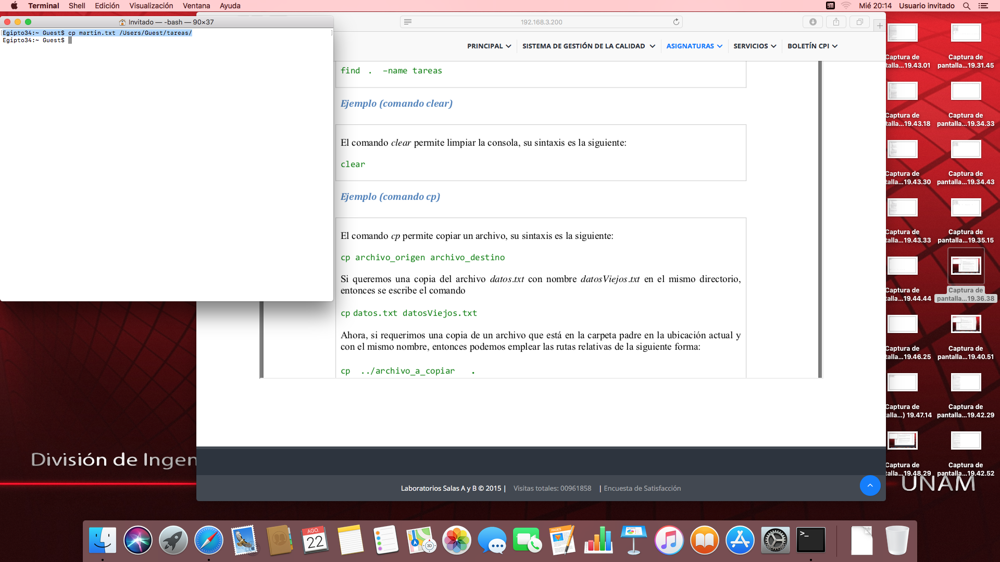 Terminal Shell Edición Visualización Ventana Ayuda
Mié 20:14 Usuario invitado
Invitado — -bash — 90×37
[Egipto34:~ Guest$ cp martin.txt /Users/Guest/tareas/ ]
Egipto34:~ Guest$
192.168.3.200
PRINCIPAL SISTEMA DE GESTIÓN DE LA CALIDAD ASIGNATURAS SERVICIOS BOLETÍN CPI
find . –name tareas
Ejemplo (comando clear)
El comando clear permite limpiar la consola, su sintaxis es la siguiente:
clear
Ejemplo (comando cp)
El comando cp permite copiar un archivo, su sintaxis es la siguiente:
cp archivo_origen archivo_destino
Si queremos una copia del archivo datos.txt con nombre datosViejos.txt en el mismo directorio,
entonces se escribe el comando
cp datos.txt datosViejos.txt
Ahora, si requerimos una copia de un archivo que está en la carpeta padre en la ubicación actual y
con el mismo nombre, entonces podemos emplear las rutas relativas de la siguiente forma:
cp ../archivo_a_copiar .
Laboratorios Salas A y B © 2015 | Visitas totales: 00961858 | Encuesta de Satisfacción
Captura de
talla...19.43.01
Captura de
pantalla...19.31.45
Captura de
talla...19.43.18
Captura de
pantalla...19.34.33
Captura de
talla...19.43.30
Captura de
pantalla...19.34.43
Captura de
talla...19.43.33
Captura de
pantalla...19.35.15
Captura de
talla...19.44.44
Captura de
pantalla...19.36.38
Captura de
talla...19.46.25
Captura de
pantalla...19.40.51
Captura de
talla...) 19.47.14
Captura de
pantalla...19.42.29
Captura de
talla...19.48.29
Captura de
pantalla...19.42.52
División de Ingen
UNAM
AGO.
22
PAGES
3D
>_